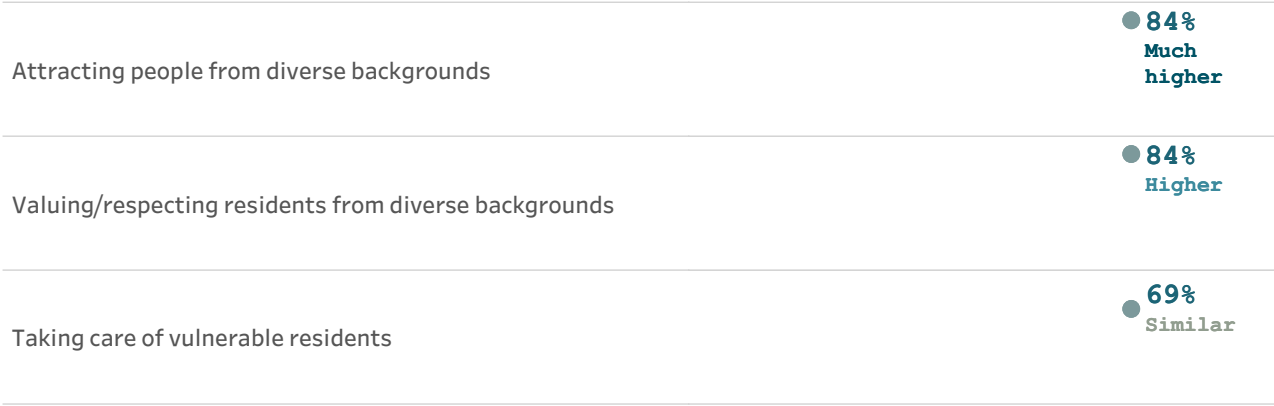 Attracting people from diverse backgrounds
84%
Much
higher
Valuing/respecting residents from diverse backgrounds
84%
Higher
Taking care of vulnerable residents
69%
Similar